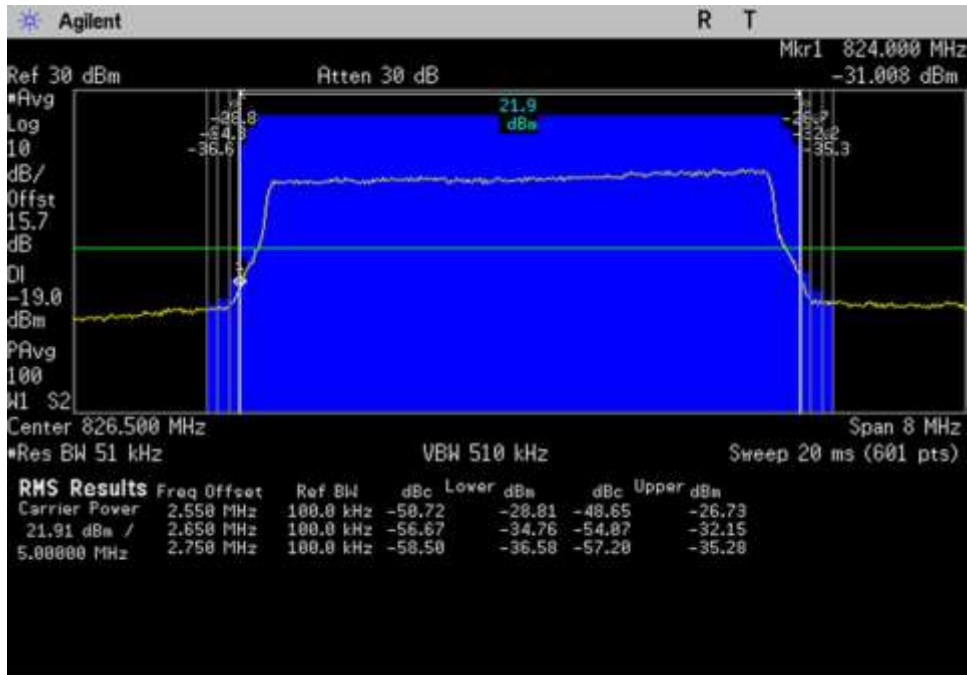 Agilent R T
Mkr1 824.000 MHz
Ref 30 dBm Atten 30 dB -31.008 dBm
*Avg
Log
10
dB/
Offst
15.7
dB
DI
-19.0
dBm
PAvg
100
W1 S2
21.9
dBm
-28.8
-36.6
-35.3
Center 826.500 MHz Span 8 MHz
*Res BW 51 kHz VBW 510 kHz Sweep 20 ms (601 pts)
RMS Results Freq Offset Ref BW dBc Lower dBm dBc Upper dBm
Carrier Power 2.550 MHz 100.0 kHz -50.72 -28.81 -48.65 -26.73
21.91 dBm / 2.650 MHz 100.0 kHz -56.67 -34.76 -54.07 -32.15
5.00000 MHz 2.750 MHz 100.0 kHz -58.50 -36.58 -57.20 -35.28